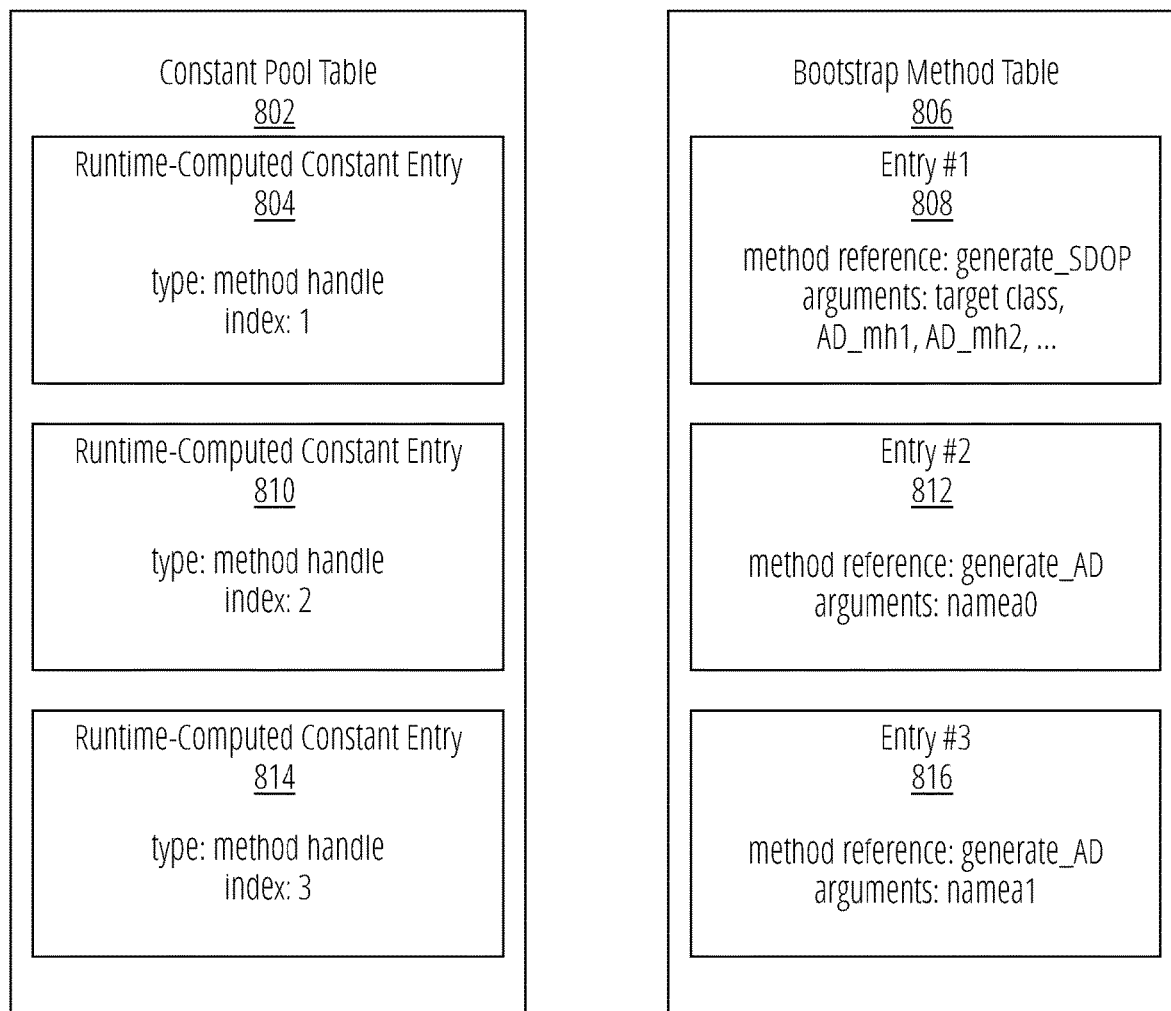 Constant Pool Table
802
Runtime-Computed Constant Entry
804
type: method handle
index: 1
Runtime-Computed Constant Entry
810
type: method handle
index: 2
Runtime-Computed Constant Entry
814
type: method handle
index: 3
Bootstrap Method Table
806
Entry #1
808
method reference: generate_SDOP
arguments: target class,
AD_mh1, AD_mh2, ...
Entry #2
812
method reference: generate_AD
arguments: namea0
Entry #3
816
method reference: generate_AD
arguments: namea1